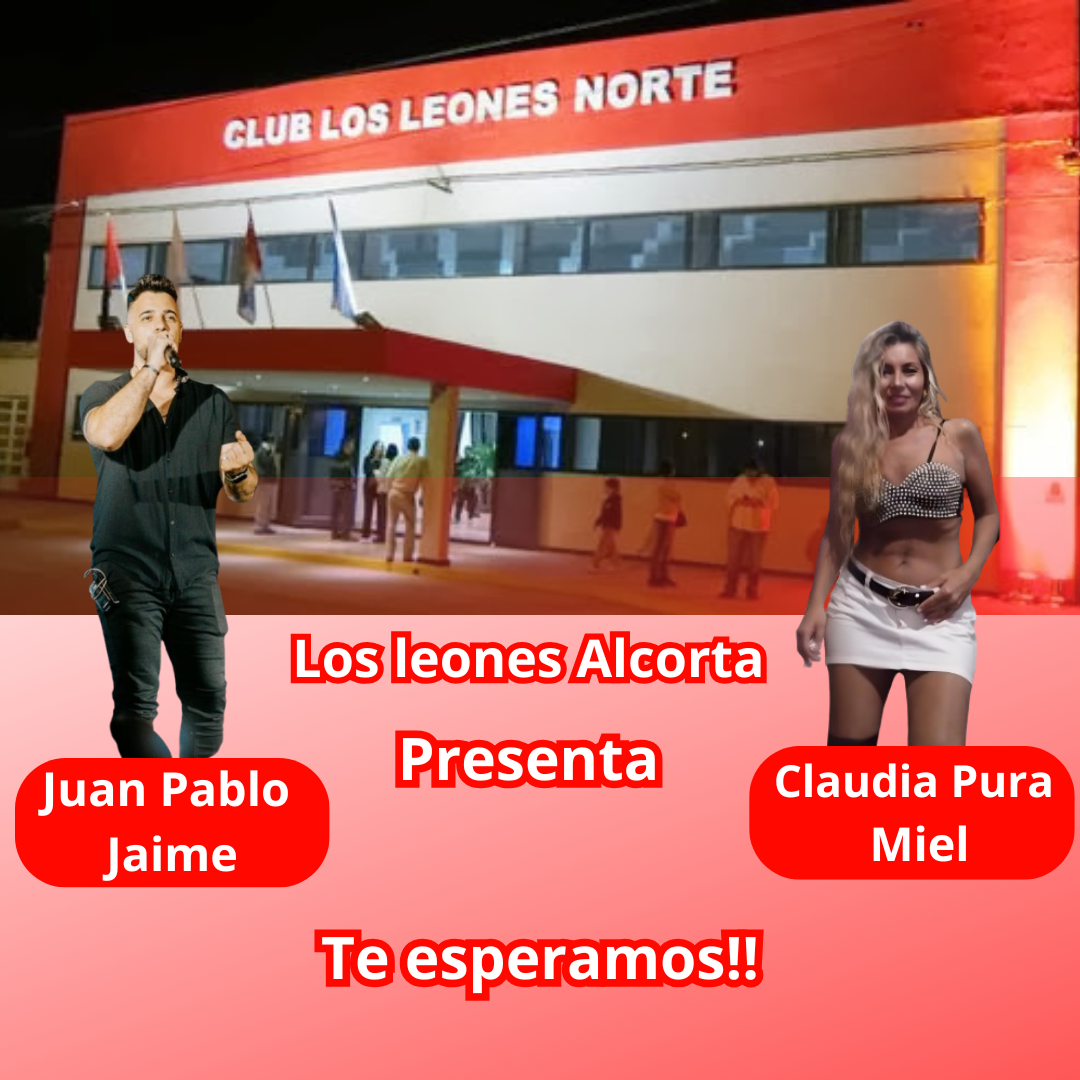 CLUB LOS LEONES NORTE
Los leones Alcorta
Presenta
Juan Pablo
Jaime
Claudia Pura
Miel
Te esperamos!!